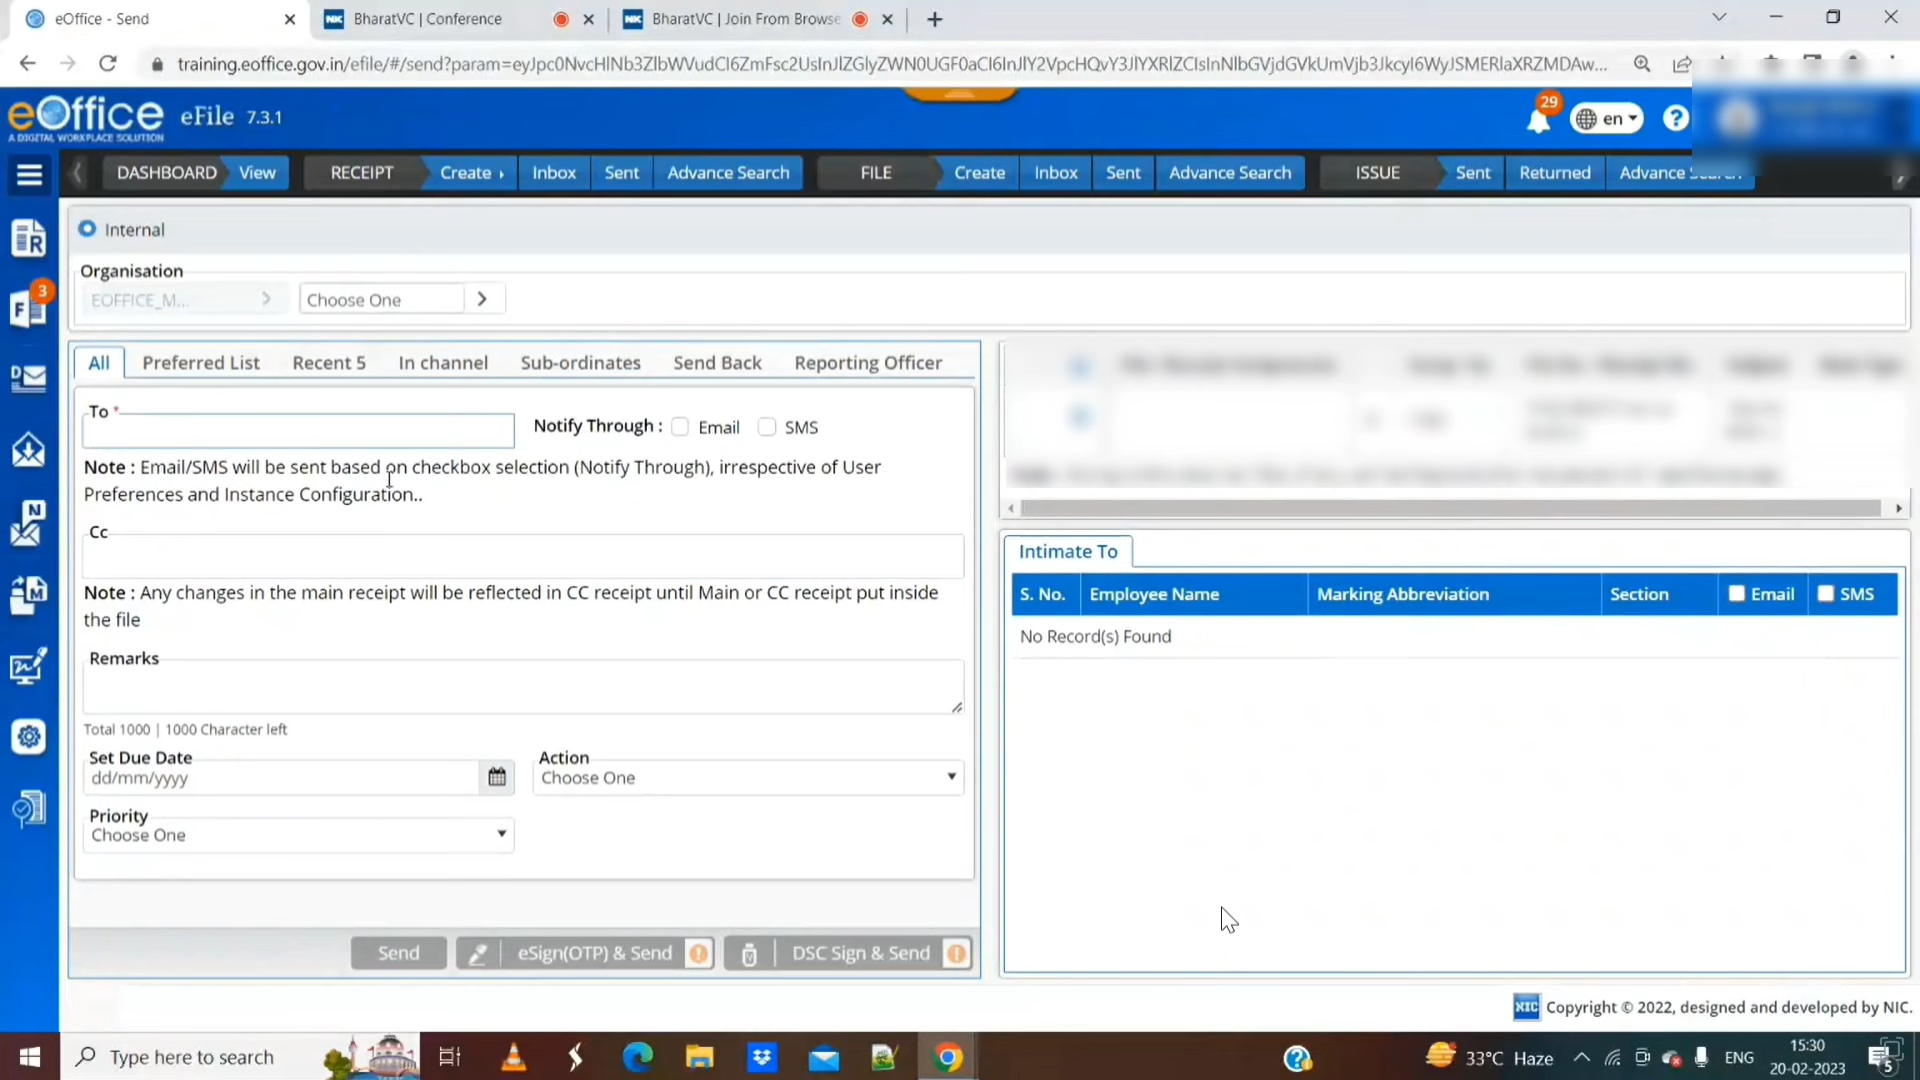 eOffice - Send
BharatVC | Conference
BharatVC | Join From Browse
training.eoffice.gov.in/efile/#/send?param=eyJpc0NvcHlNb3ZlbWVudCI6ZmFsc2UsInJlZGlyZWN0UGF0aCI6InJlY2VpcHQvY3JlYXRlZCIsInNlbGVjdGVkUmVjb3JkcyI6WyJSMERlaXRZMDAw...
eOffice eFile 7.3.1
A DIGITAL WORKPLACE SOLUTION
29
en
DASHBOARD View RECEIPT Create Inbox Sent Advance Search FILE Create Inbox Sent Advance Search ISSUE Sent Returned
Internal
Organisation
EOFFICE_M... Choose One
3
All Preferred List Recent 5 In channel Sub-ordinates Send Back Reporting Officer
To *
Notify Through : Email SMS
Note : Email/SMS will be sent based on checkbox selection (Notify Through), irrespective of User
Preferences and Instance Configuration..
Cc
Note : Any changes in the main receipt will be reflected in CC receipt until Main or CC receipt put inside
the file
Remarks
Total 1000 | 1000 Character left
Set Due Date
dd/mm/yyyy
Action
Choose One
Priority
Choose One
Send eSign(OTP) & Send DSC Sign & Send
Intimate To
S. No. Employee Name Marking Abbreviation Section Email SMS
No Record(s) Found
NIC Copyright © 2022, designed and developed by NIC.
Type here to search
33°C Haze
ENG
15:30
20-02-2023
5